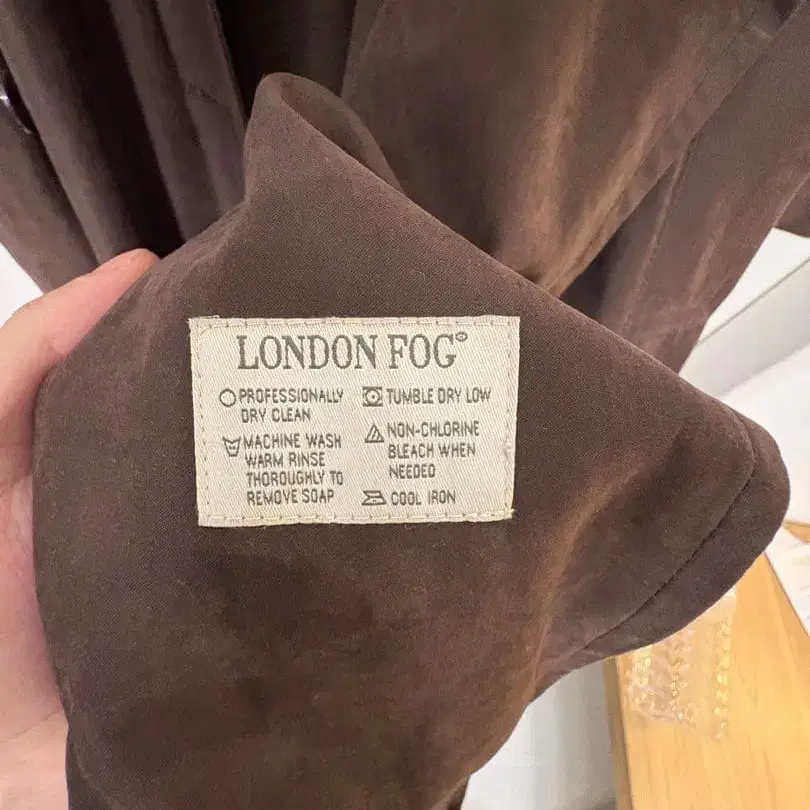 LONDON FOG®
PROFESSIONALLY
DRY CLEAN
MACHINE WASH
WARM RINSE
THOROUGHLY TO
REMOVE SOAP
TUMBLE DRY LOW
NON-CHLORINE
BLEACH WHEN
NEEDED
COOL IRON